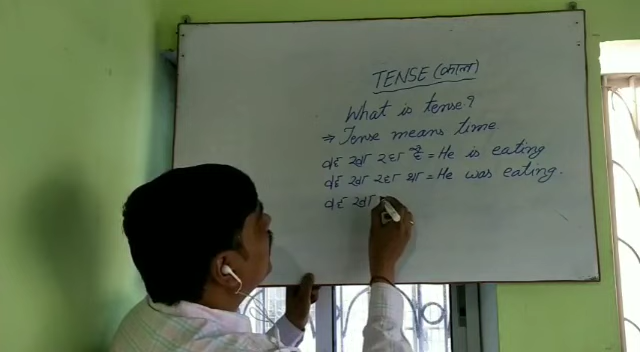 TENSE (काल)
What is tense?
⇒ Tense means time
वह खा रहा है = He is eating
वह खा रहा था = He was eating.
वह खा